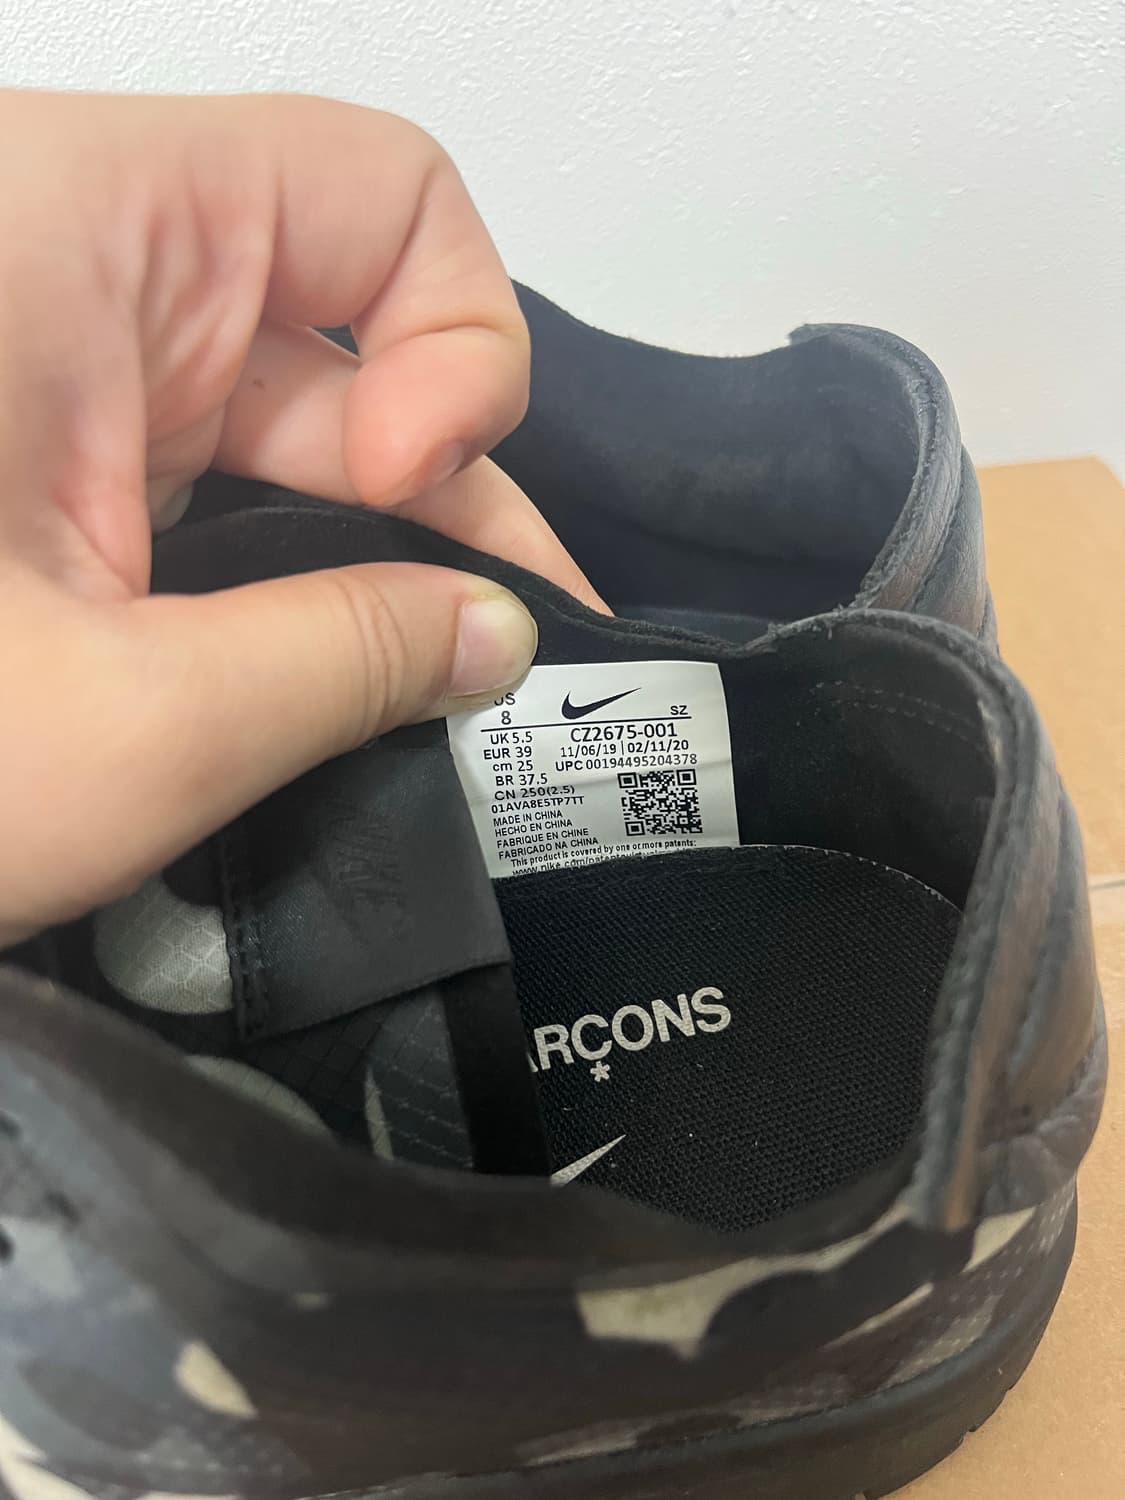 US
8
SZ
UK 5.5
CZ2675-001
EUR 39
11/06/19 | 02/11/20
cm 25
UPC 00194495204378
BR 37.5
CN 250(2.5)
01AVA8E5TP7TT
MADE IN CHINA
HECHO EN CHINA
FABRIQUE EN CHINE
FABRICADO NA CHINA
This product is covered by one or more patents:
NIKE
ARÇONS
*